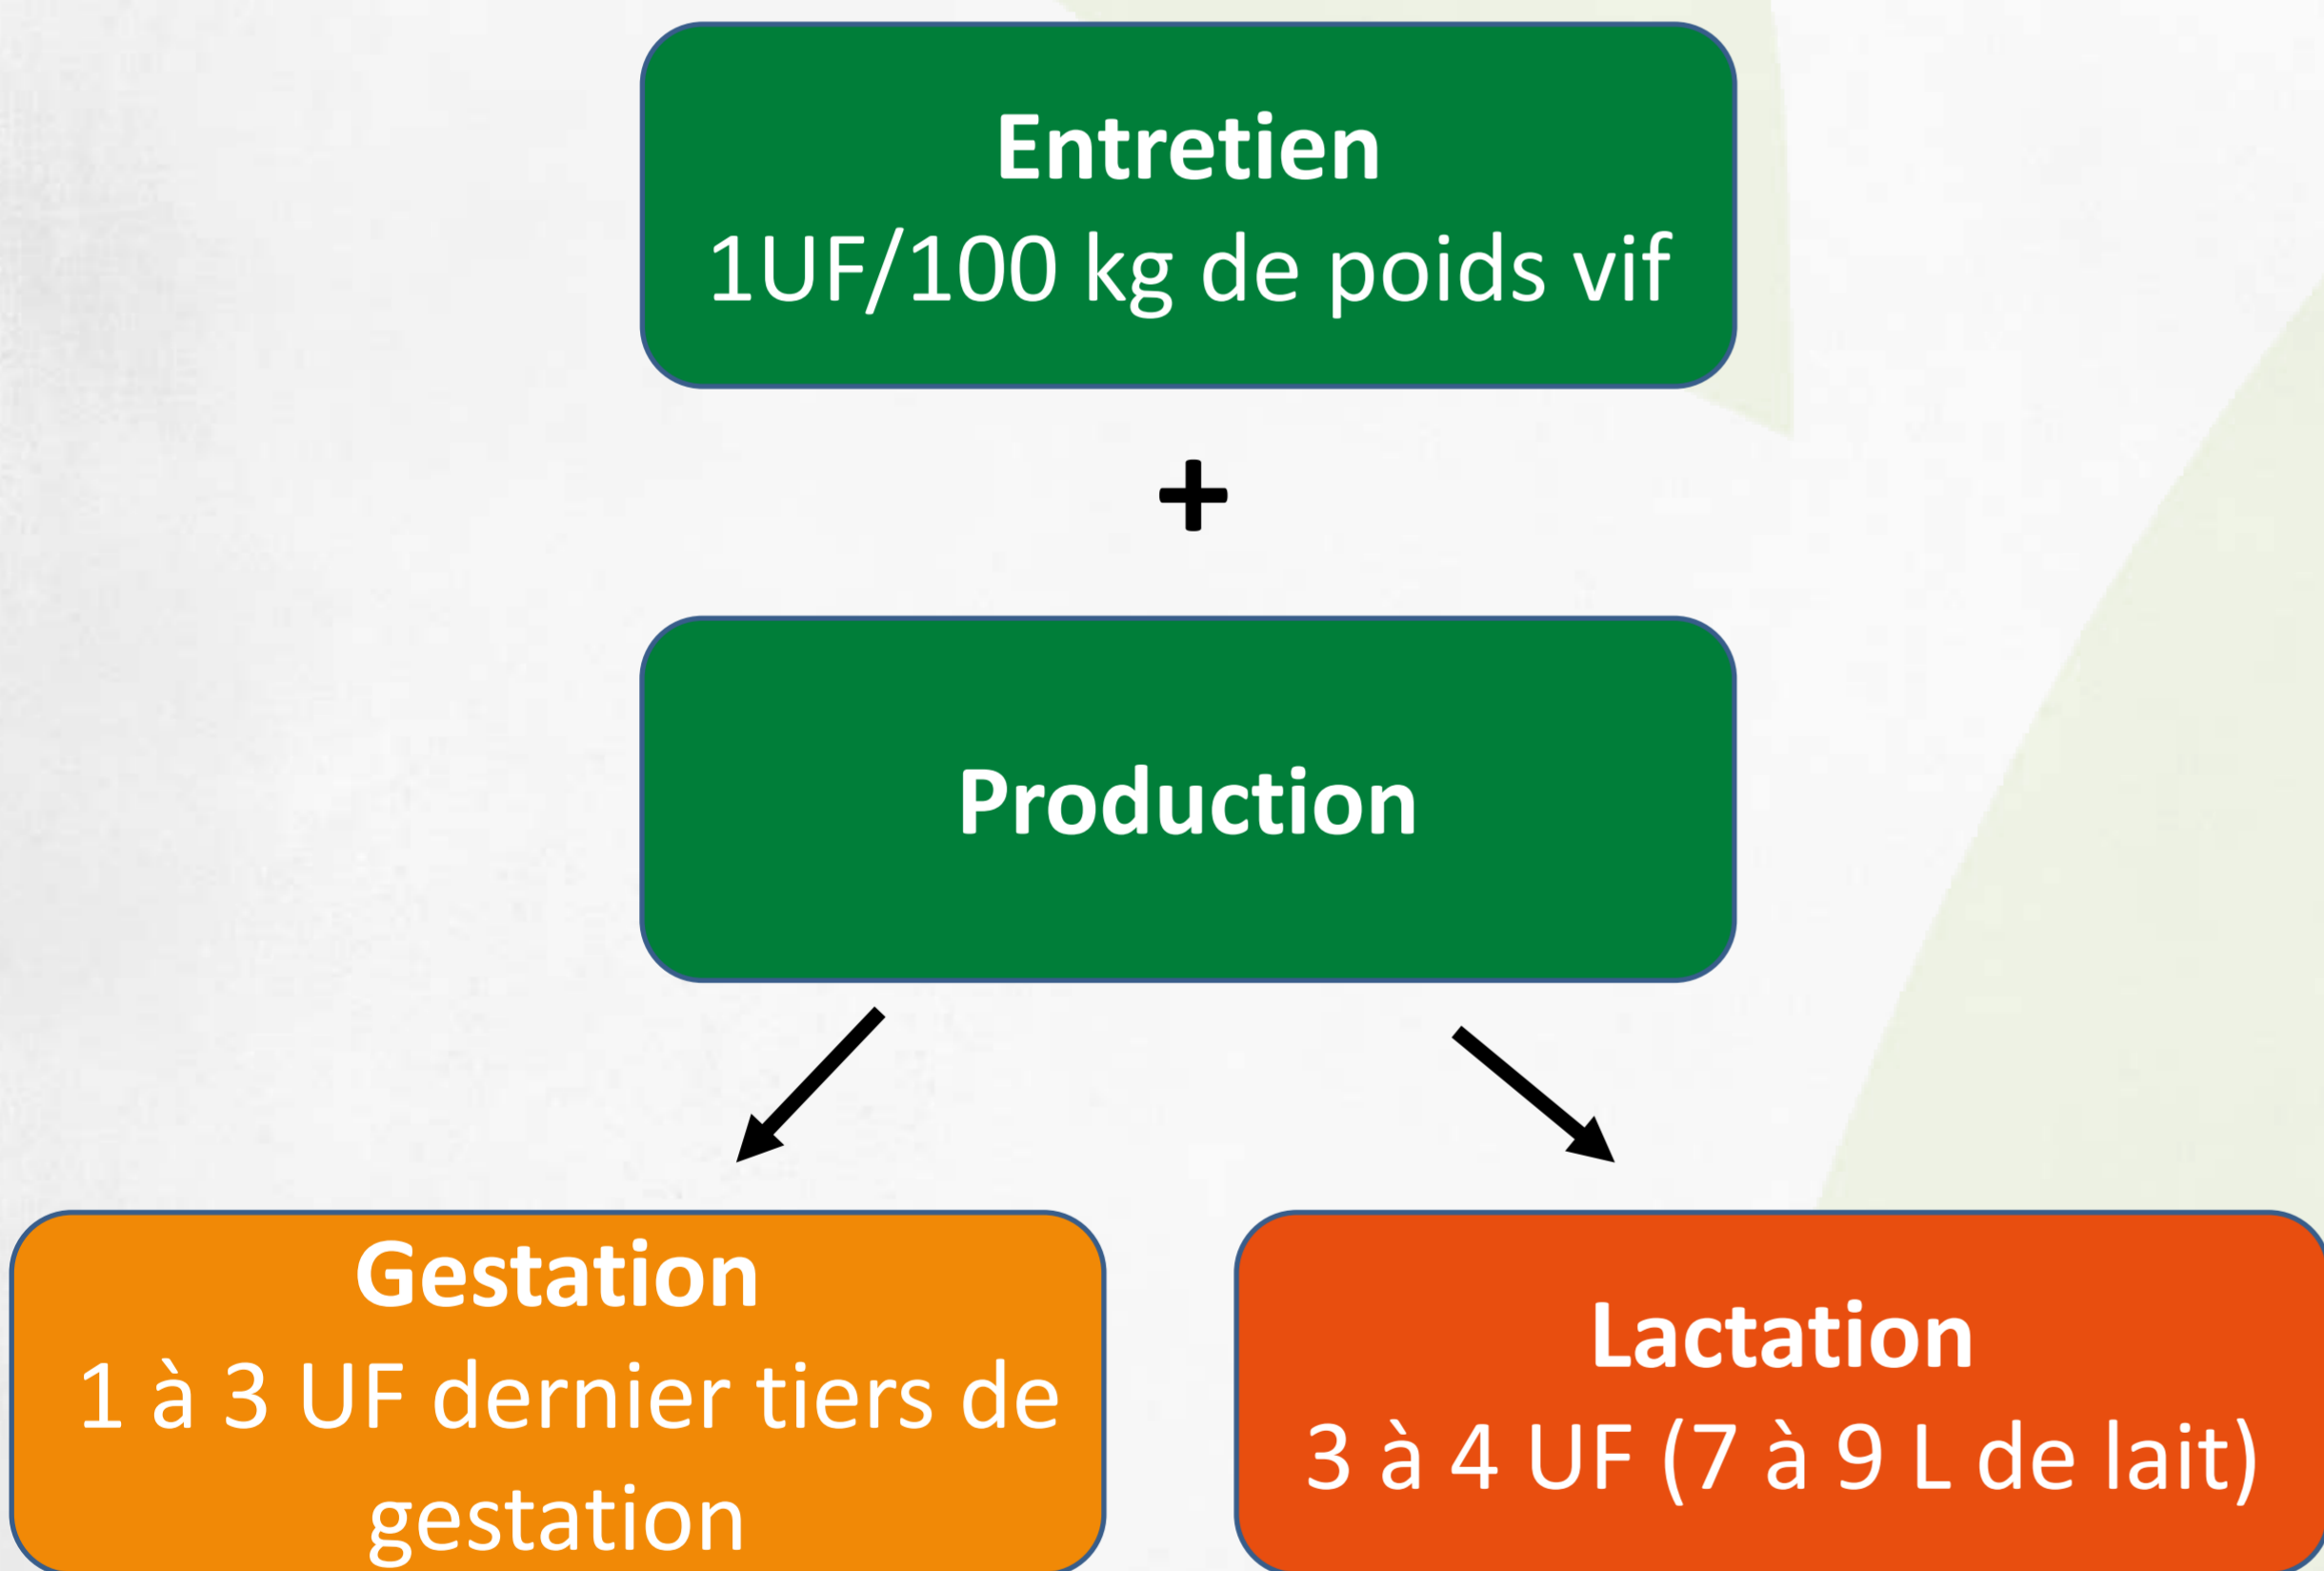 Entretien
1UF/100 kg de poids vif
+
Production
Gestation
1 à 3 UF dernier tiers de
gestation
Lactation
3 à 4 UF (7 à 9 L de lait)